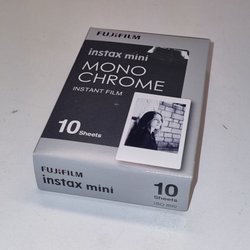 FUJIFILM
instax mini
MONO
CHROME
INSTANT FILM
10 Sheets
FUJIFILM
instax mini
10
Sheets
ISO 800